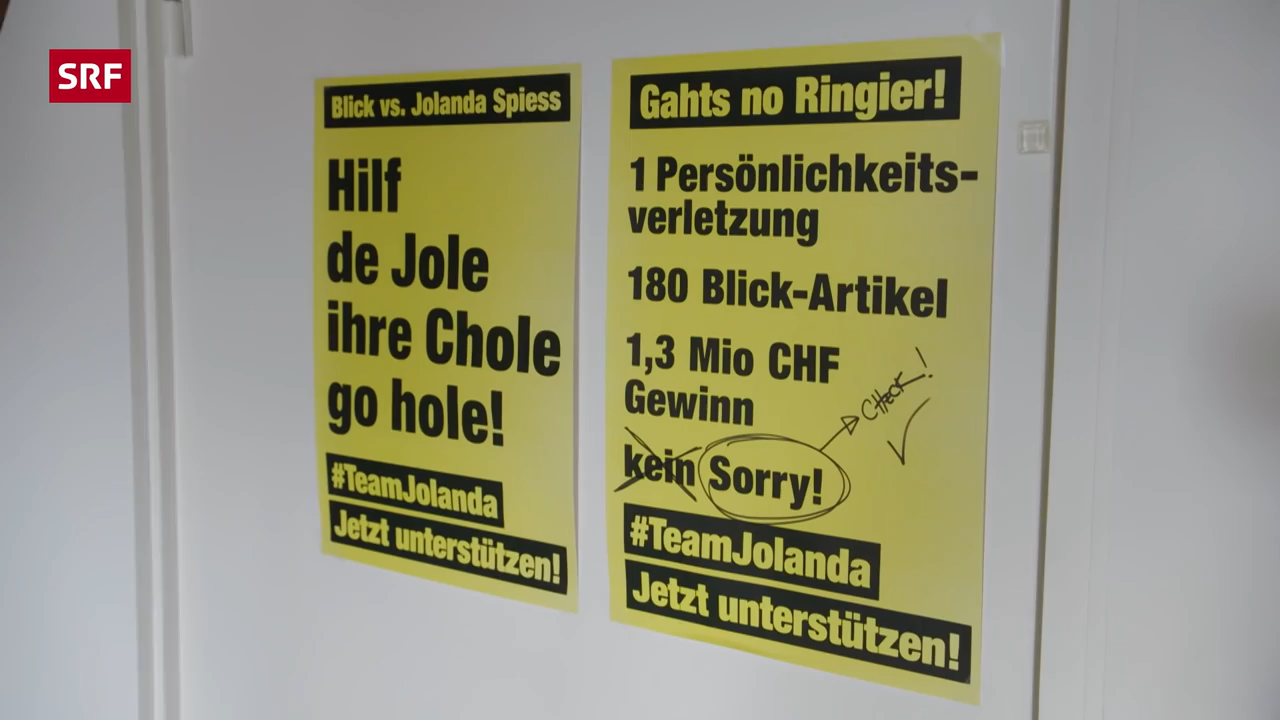 SRF
Blick vs. Jolanda Spiess
Hilf
de Jole
ihre Chole
go hole!
#TeamJolanda
Jetzt unterstützen!
Gahts no Ringier!
1 Persönlichkeits-
verletzung
180 Blick-Artikel
1,3 Mio CHF
Gewinn
kein Sorry!
CHECK!
#TeamJolanda
Jetzt unterstützen!